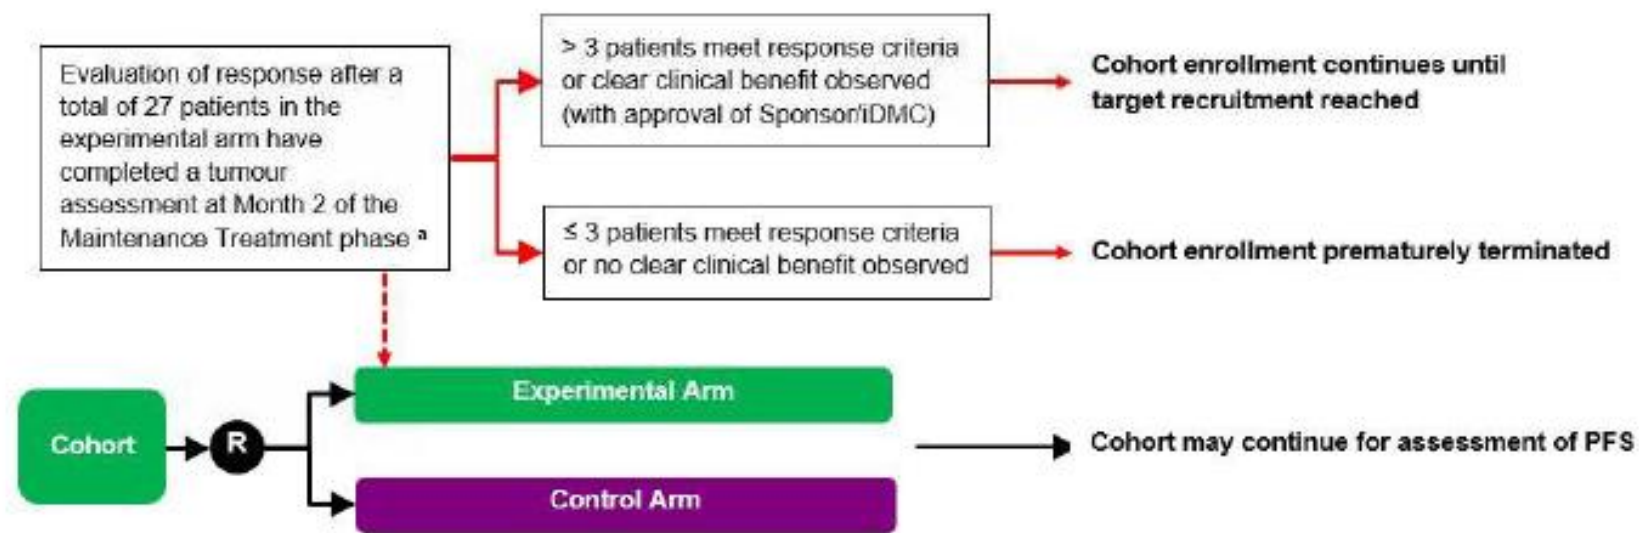 Evaluation of response after a
total of 27 patients in the
experimental arm have
completed a tumour
assessment at Month 2 of the
Maintenance Treatment phase ᵃ
> 3 patients meet response criteria
or clear clinical benefit observed
(with approval of Sponsor/iDMC)
Cohort enrollment continues until
target recruitment reached
≤ 3 patients meet response criteria
or no clear clinical benefit observed
Cohort enrollment prematurely terminated
Cohort
R
Experimental Arm
Control Arm
Cohort may continue for assessment of PFS